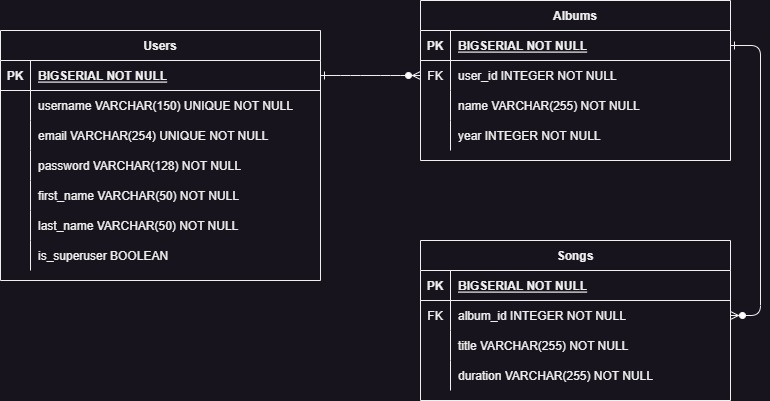 Users
PK BIGSERIAL NOT NULL
username VARCHAR(150) UNIQUE NOT NULL
email VARCHAR(254) UNIQUE NOT NULL
password VARCHAR(128) NOT NULL
first_name VARCHAR(50) NOT NULL
last_name VARCHAR(50) NOT NULL
is_superuser BOOLEAN
Albums
PK BIGSERIAL NOT NULL
FK user_id INTEGER NOT NULL
name VARCHAR(255) NOT NULL
year INTEGER NOT NULL
Songs
PK BIGSERIAL NOT NULL
FK album_id INTEGER NOT NULL
title VARCHAR(255) NOT NULL
duration VARCHAR(255) NOT NULL